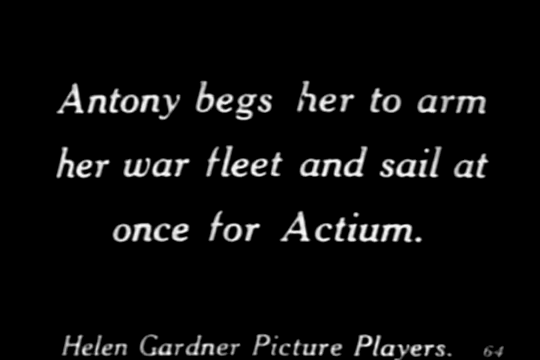 Antony begs her to arm
her war fleet and sail at
once for Actium.
Helen Gardner Picture Players. 64